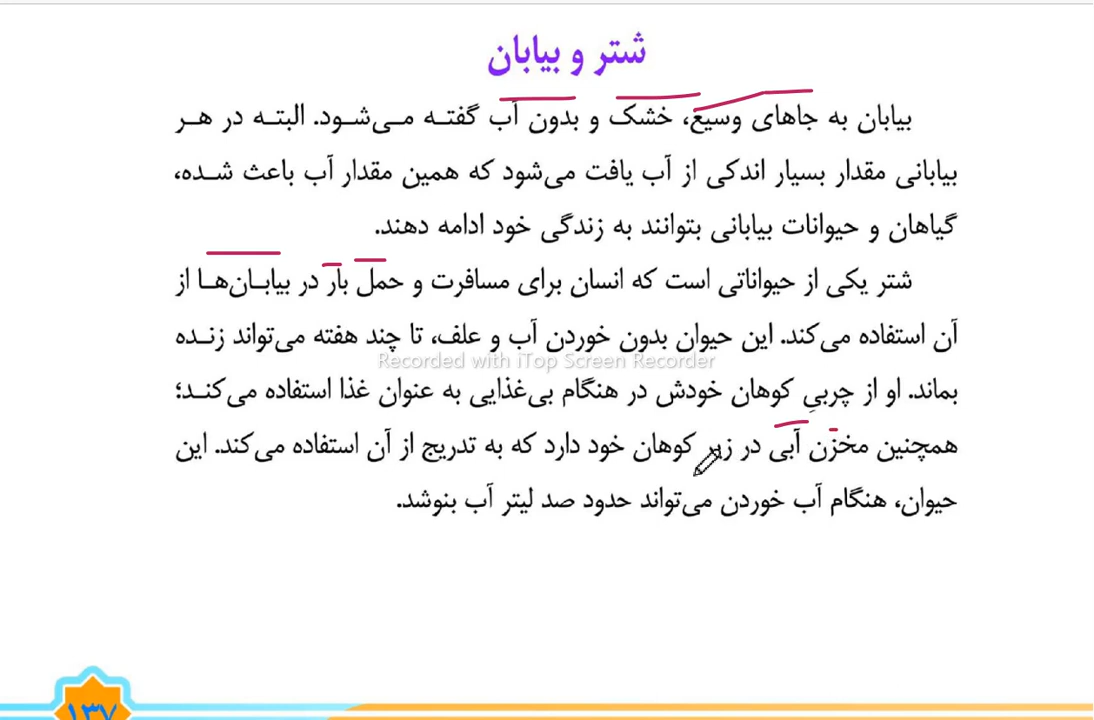 شتر و بیابان
بیابان به جاهای وسیع، خشک و بدون آب گفته می‌شود. البته در هر
بیابانی مقدار بسیار اندکی از آب یافت می‌شود که همین مقدار آب باعث شده،
گیاهان و حیوانات بیابانی بتوانند به زندگی خود ادامه دهند.
شتر یکی از حیواناتی است که انسان برای مسافرت و حمل بار در بیابان‌ها از
آن استفاده می‌کند. این حیوان بدون خوردن آب و علف، تا چند هفته می‌تواند زنده
Recorded with iTop Screen Recorder
بماند. او از چربیِ کوهان خودش در هنگام بی‌غذایی به عنوان غذا استفاده می‌کند؛
همچنین مخزن آبی در زیر کوهان خود دارد که به تدریج از آن استفاده می‌کند. این
حیوان، هنگام آب خوردن می‌تواند حدود صد لیتر آب بنوشد.
۱۳۷